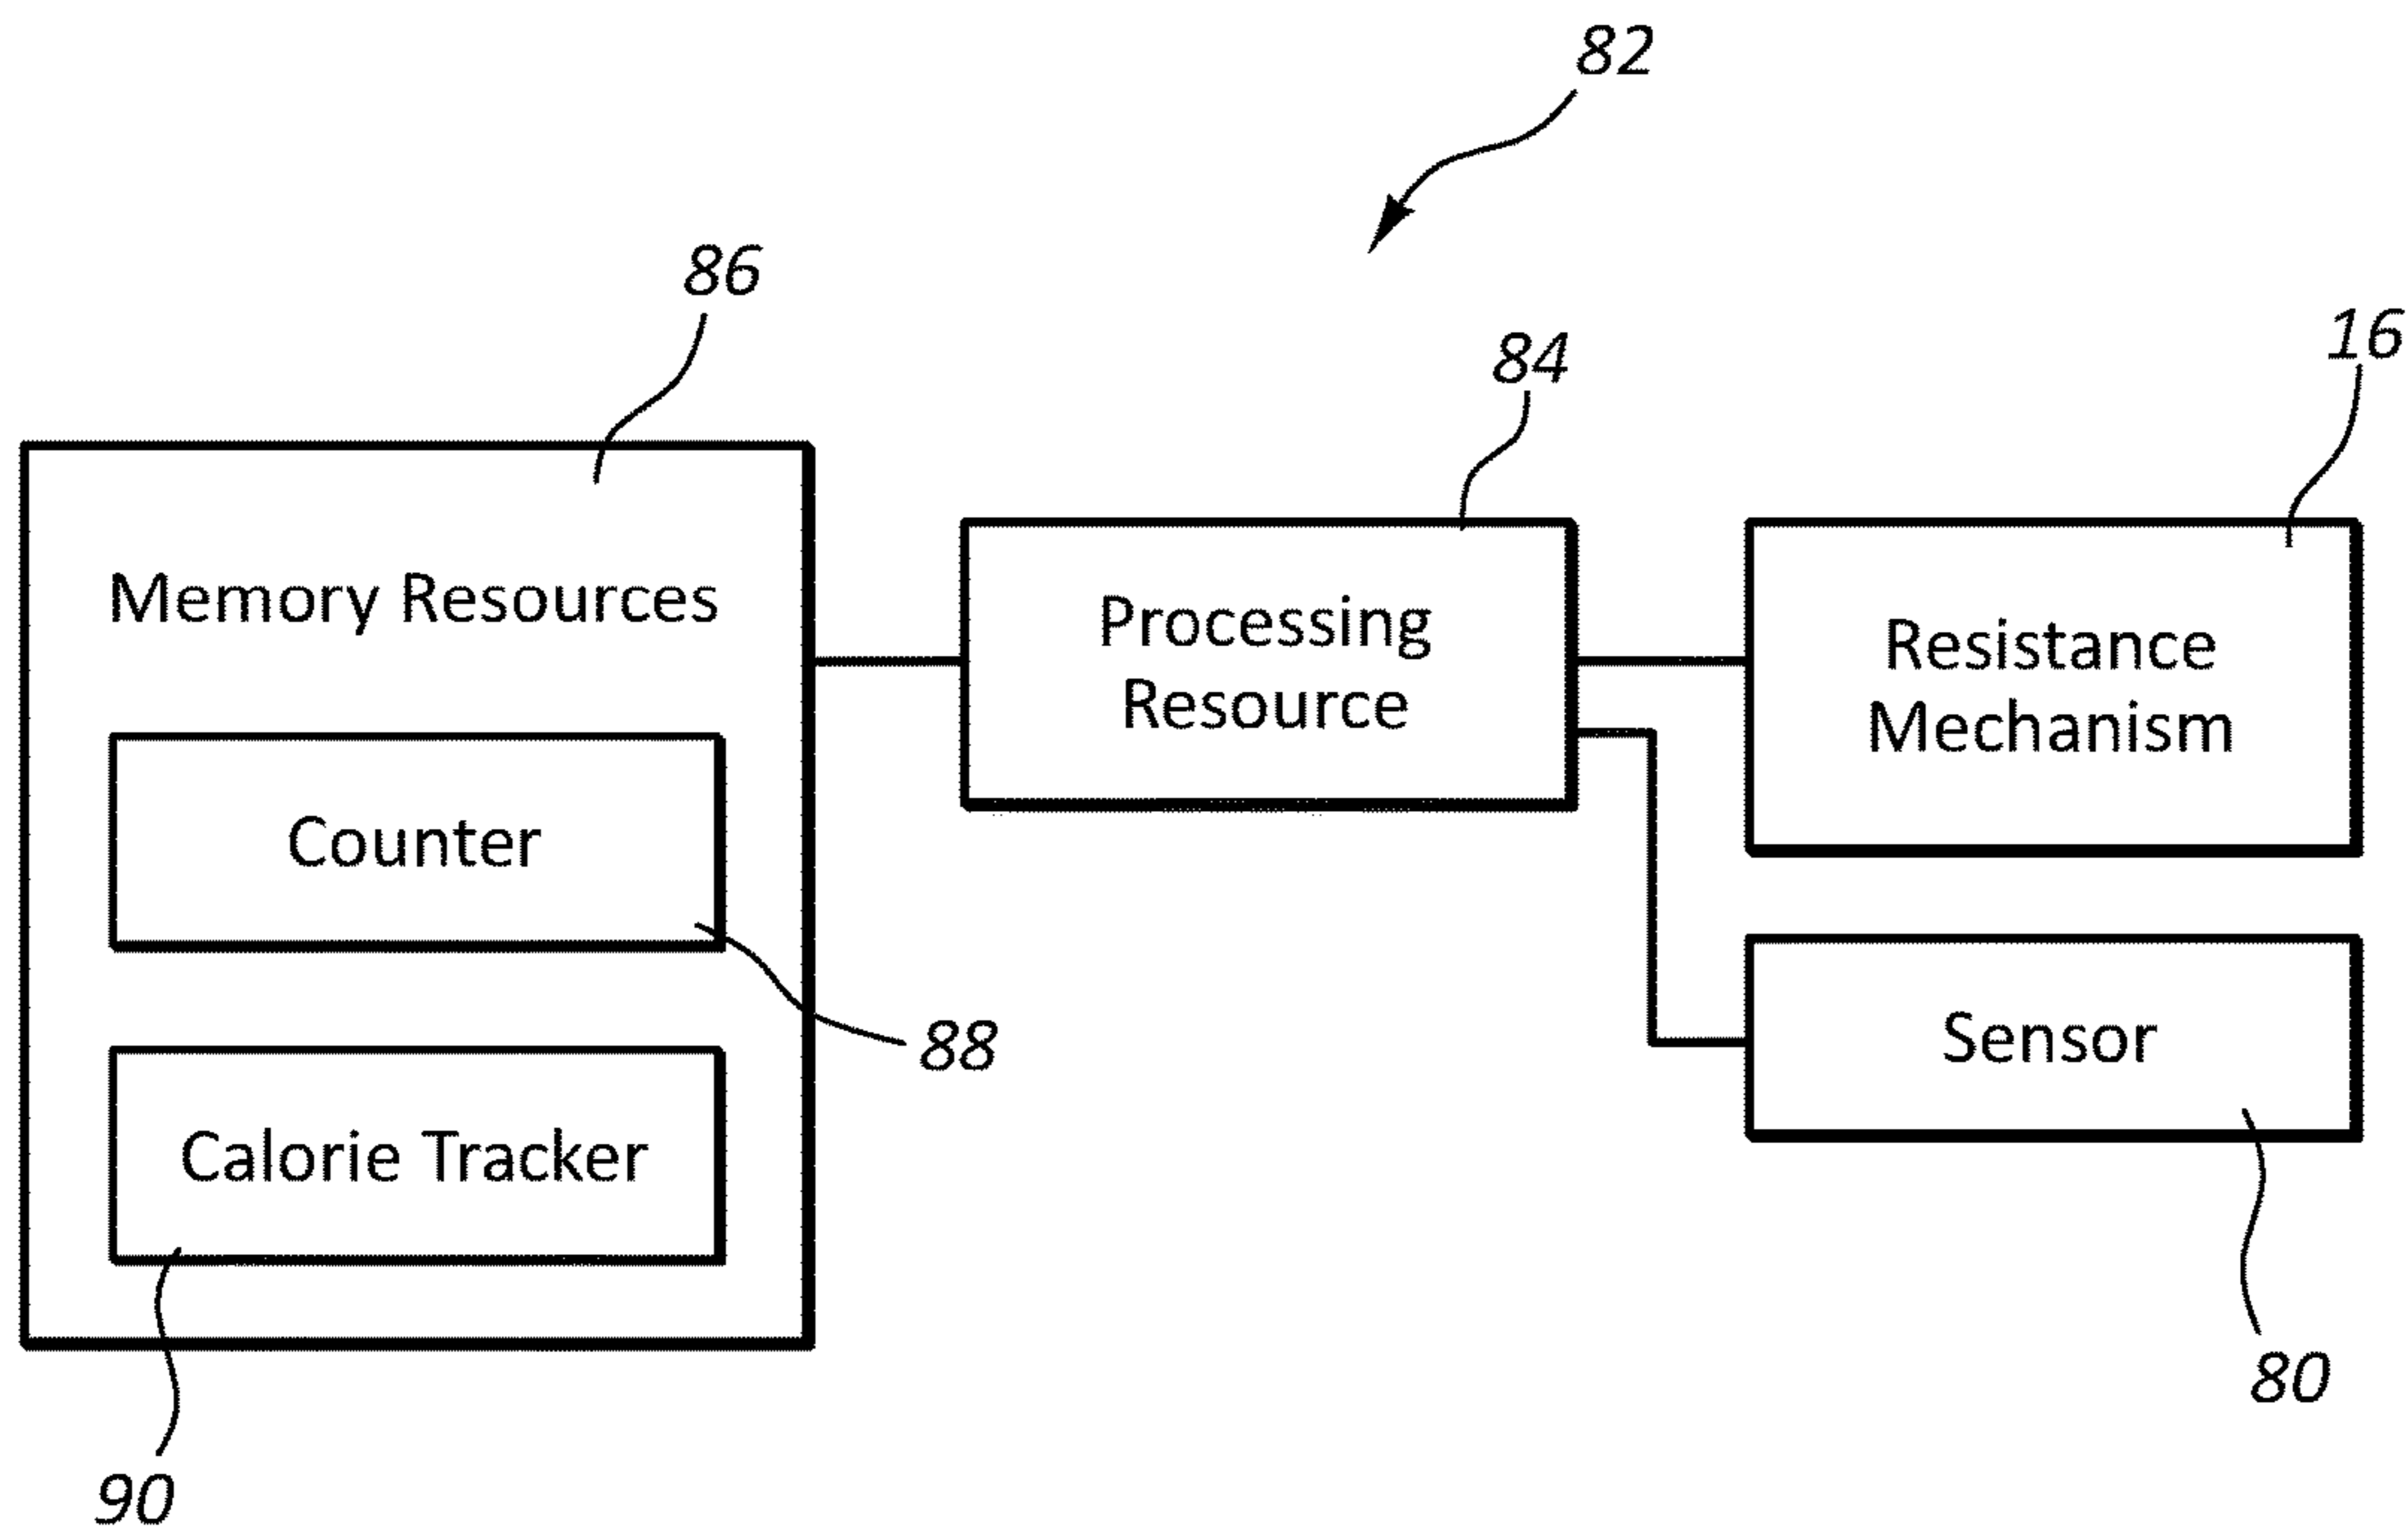 82
86
84
16
Memory Resources
Processing
Resource
Resistance
Mechanism
Counter
88
Sensor
Calorie Tracker
80
90